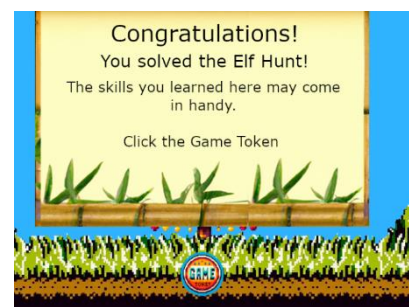 Congratulations!
You solved the Elf Hunt!
The skills you learned here may come
in handy.
Click the Game Token
GAME
TOKEN